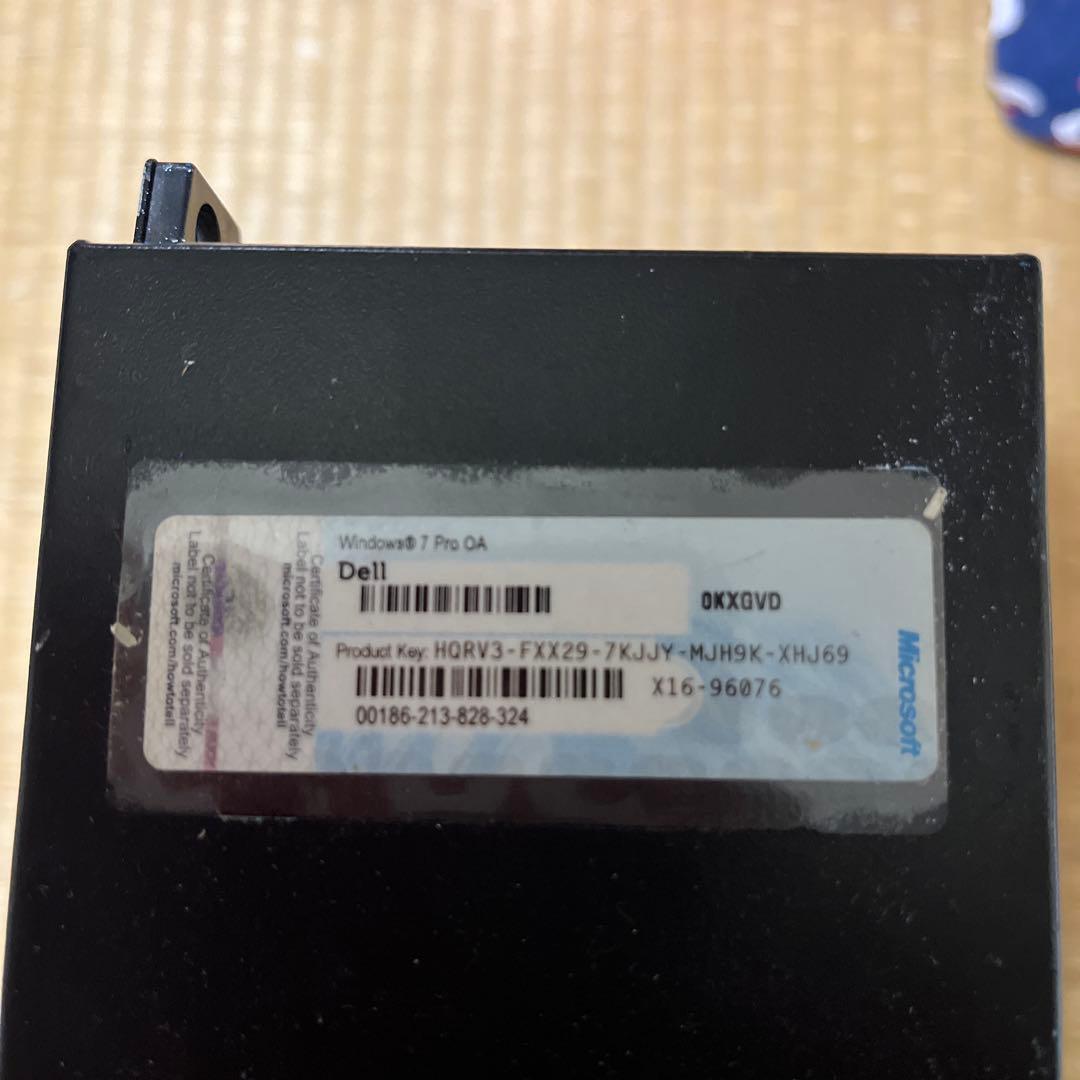 Windows® 7 Pro OA
Dell
0KXGVD
Product Key: HQRV3-FXX29-7KJJY-MJH9K-XHJ69
X16-96076
00186-213-828-324
Microsoft
Certificate of Authenticity
Label not to be sold separately
microsoft.com/howtotell
Certificate of Authenticity
Label not to be sold separately
microsoft.com/howtotell